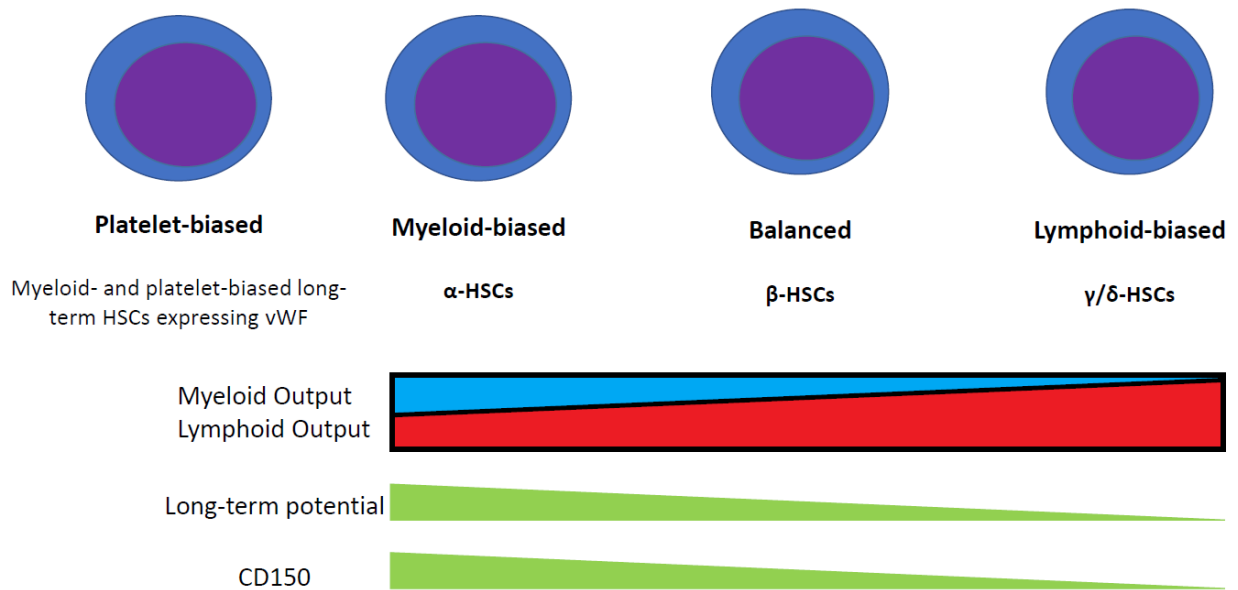 Platelet-biased
Myeloid-biased
Balanced
Lymphoid-biased
Myeloid- and platelet-biased long-
term HSCs expressing vWF
α-HSCs
β-HSCs
γ/δ-HSCs
Myeloid Output
Lymphoid Output
Long-term potential
CD150